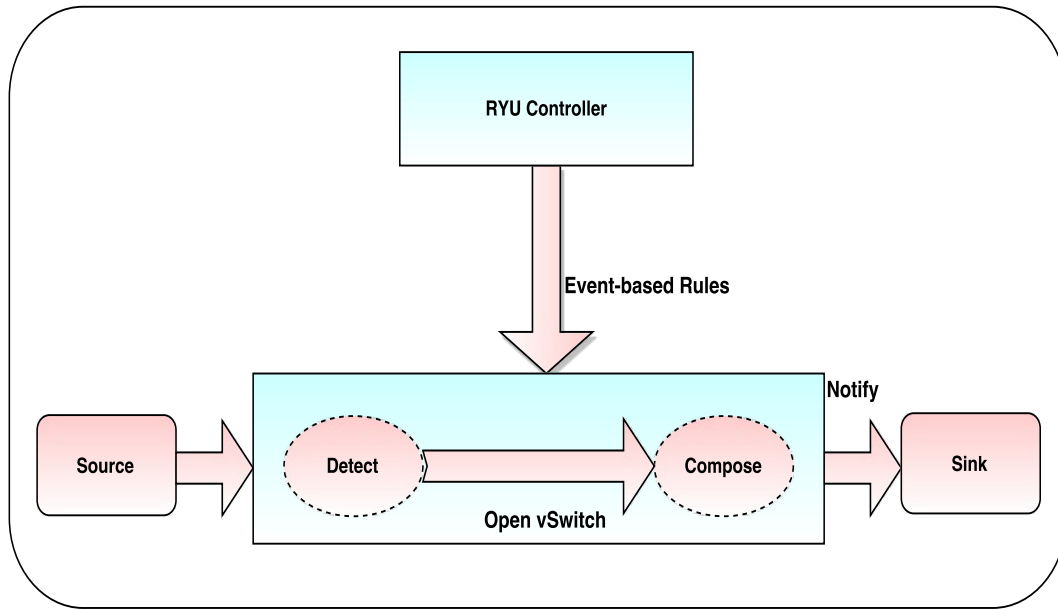 RYU Controller
Event-based Rules
Notify
Source
Detect
Compose
Sink
Open vSwitch